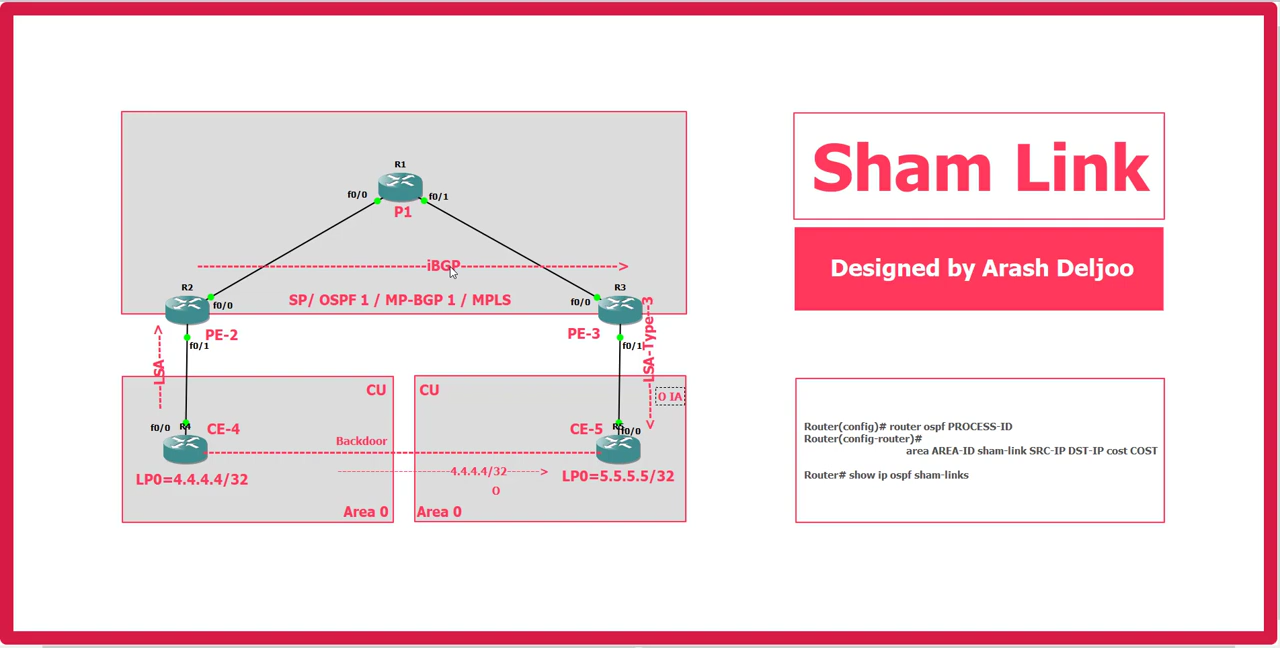 R1
f0/0
f0/1
P1
iBGP
R2
f0/0
SP/ OSPF 1 / MP-BGP 1 / MPLS
R3
f0/0
PE-2
f0/1
PE-3
f0/1
LSA
LSA-Type--3
CU
CU
O IA
f0/0
R4
CE-4
CE-5
f0/0
Backdoor
LP0=4.4.4.4/32
4.4.4.4/32
O
LP0=5.5.5.5/32
Area 0
Area 0
Sham Link
Designed by Arash Deljoo
Router(config)# router ospf PROCESS-ID
Router(config-router)#
area AREA-ID sham-link SRC-IP DST-IP cost COST
Router# show ip ospf sham-links